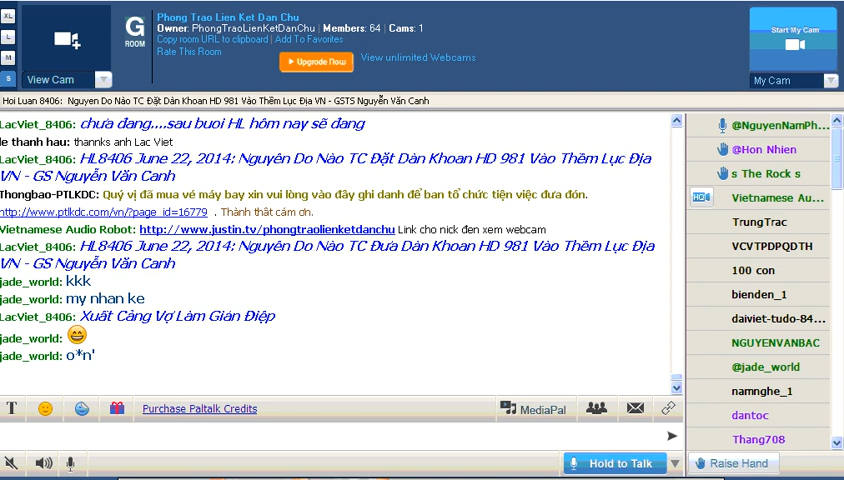 XL
L
M
S
View Cam
G
ROOM
Phong Trao Lien Ket Dan Chu
Owner: PhongTraoLienKetDanChu | Members: 64 | Cams: 1
Copy room URL to clipboard | Add To Favorites
Rate This Room
Upgrade Now
View unlimited Webcams
Start My Cam
My Cam
Hoi Luan 8406: Nguyen Do Nào TC Đặt Dàn Khoan HD 981 Vào Thềm Lục Địa VN - GSTS Nguyễn Văn Canh
LacViet_8406: chưa đang....sau buoi HL hôm nay sẽ đang
le thanh hau: thannks anh Lac Viet
LacViet_8406: HL8406 June 22, 2014: Nguyên Do Nào TC Đặt Dàn Khoan HD 981 Vào Thềm Lục Địa
VN - GS Nguyễn Văn Canh
Thongbao-PTLKDC: Quý vị đã mua vé máy bay xin vui lòng vào đây ghi danh để ban tổ chức tiện việc đưa đón.
http://www.ptlkdc.com/vn/?page_id=16779 . Thành thât cám ơn.
Vietnamese Audio Robot: http://www.justin.tv/phongtraolienketdanchu Link cho nick đen xem webcam
LacViet_8406: HL8406 June 22, 2014: Nguyên Do Nào TC Đưa Dàn Khoan HD 981 Vào Thềm Lục Địa
VN - GS Nguyễn Văn Canh
jade_world: kkk
jade_world: my nhan ke
LacViet_8406: Xuất Cảng Vợ Làm Gián Điệp
jade_world:
jade_world: o*n'
@NguyenNamPh...
@Hon Nhien
s The Rock s
HD
Vietnamese Au...
TrungTrac
VCVTPDPQDTH
100 con
bienden_1
daiviet-tudo-84...
NGUYENVANBAC
@jade_world
namnghe_1
dantoc
Thang708
T
Purchase Paltalk Credits
MediaPal
Hold to Talk
Raise Hand